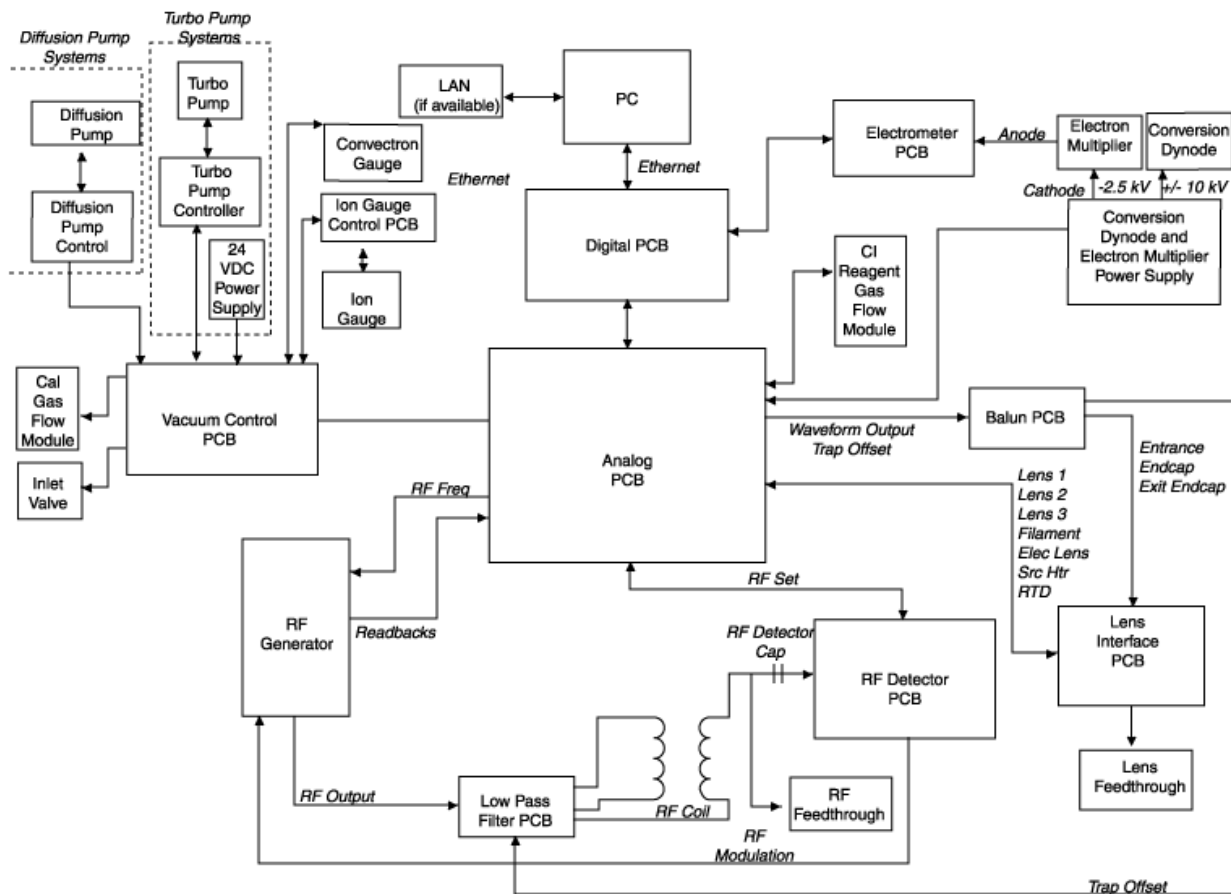 Diffusion Pump
Systems
Turbo Pump
Systems
Diffusion
Pump
Diffusion
Pump
Control
Turbo
Pump
Turbo
Pump
Controller
24
VDC
Power
Supply
LAN
(if available)
PC
Convectron
Gauge
Ethernet
Ethernet
Ion Gauge
Control PCB
Ion
Gauge
Digital PCB
Electrometer
PCB
Anode
Electron
Multiplier
Conversion
Dynode
Cathode
-2.5 kV
+/- 10 kV
Conversion
Dynode and
Electron Multiplier
Power Supply
CI
Reagent
Gas
Flow
Module
Cal
Gas
Flow
Module
Inlet
Valve
Vacuum Control
PCB
Analog
PCB
Waveform Output
Trap Offset
Balun PCB
Entrance
Endcap
Exit Endcap
Lens 1
Lens 2
Lens 3
Filament
Elec Lens
Src Htr
RTD
RF Freq
Readbacks
RF
Generator
RF Set
RF Detector
Cap
RF Detector
PCB
Lens
Interface
PCB
Lens
Feedthrough
RF Output
Low Pass
Filter PCB
RF Coil
RF
Feedthrough
RF
Modulation
Trap Offset